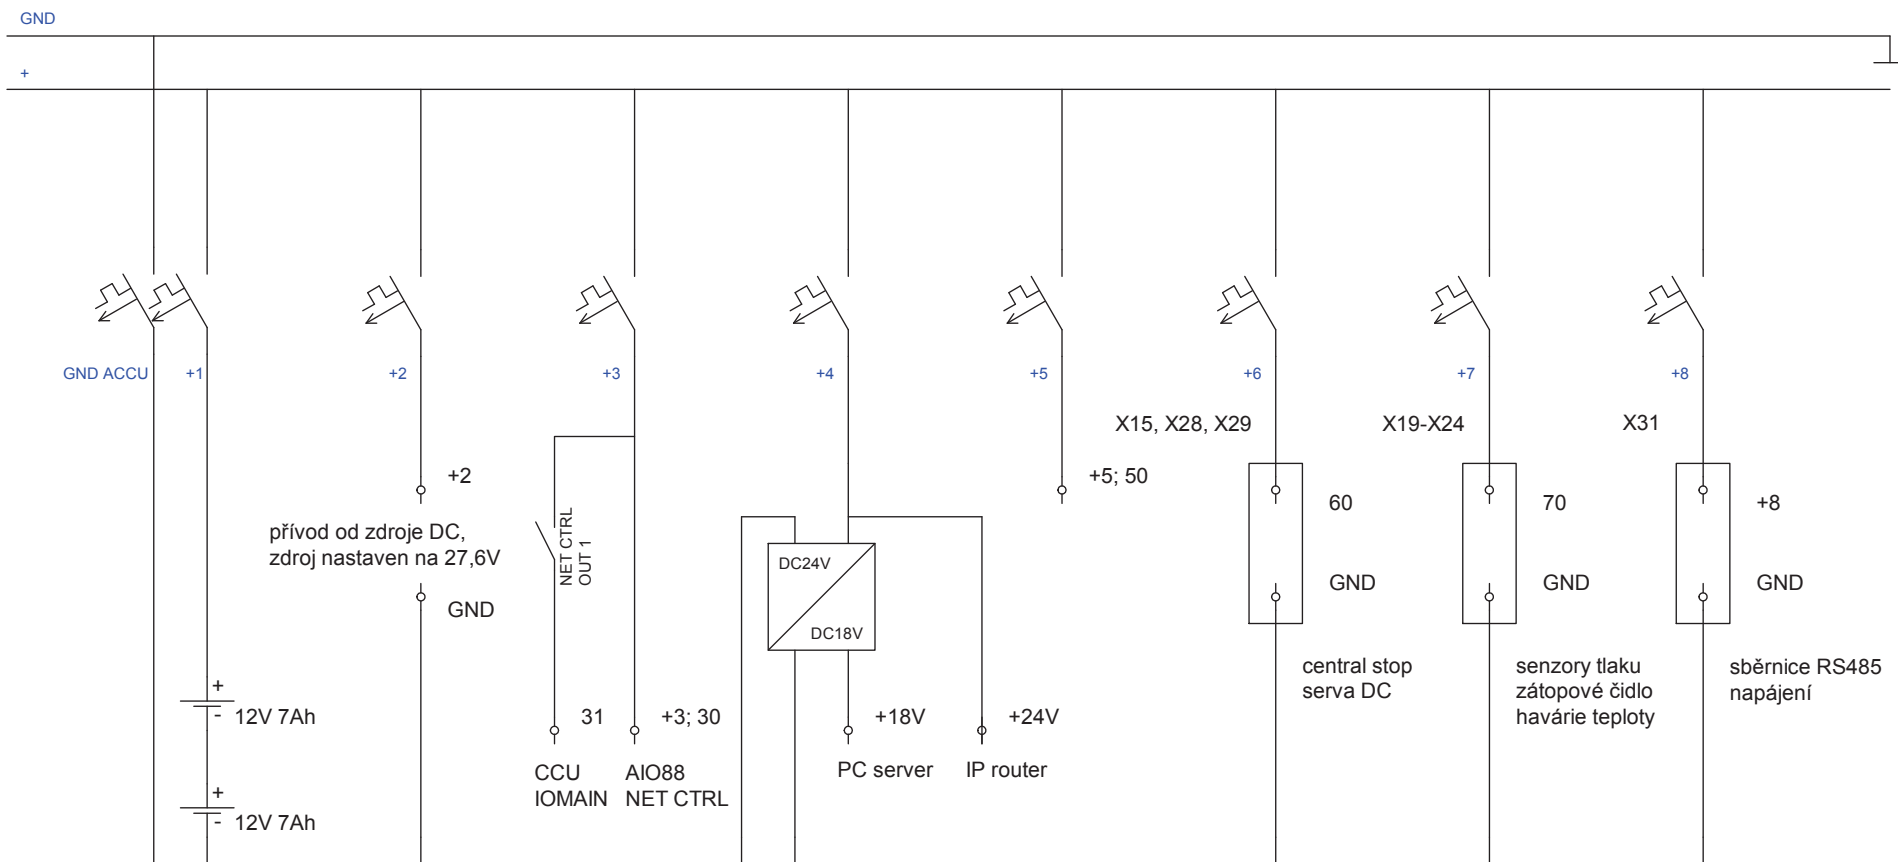 GND
+
GND ACCU
+1
+2
+3
+4
+5
+6
+7
+8
X15, X28, X29
X19-X24
X31
+2
+5; 50
60
70
+8
přívod od zdroje DC,
zdroj nastaven na 27,6V
NET CTRL
OUT 1
DC24V
DC18V
GND
GND
GND
GND
central stop
serva DC
senzory tlaku
zátopové čidlo
havárie teploty
sběrnice RS485
napájení
+
-
12V 7Ah
31
+3; 30
+18V
+24V
CCU
IOMAIN
AIO88
NET CTRL
PC server
IP router
+
-
12V 7Ah